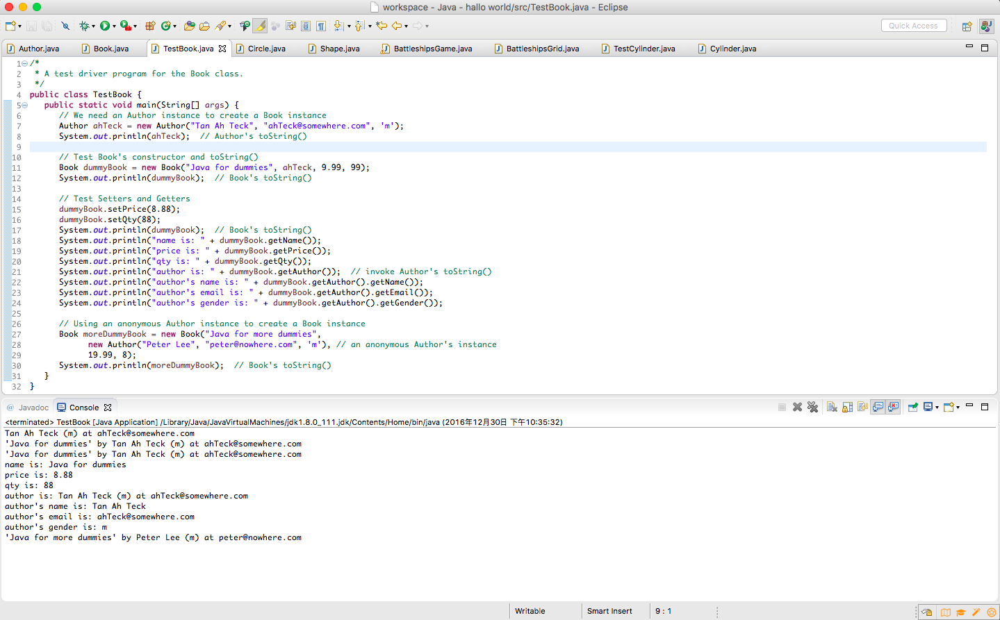 workspace - Java - hallo world/src/TestBook.java - Eclipse
Quick Access
Author.java
Book.java
TestBook.java
Circle.java
Shape.java
BattleshipsGame.java
BattleshipsGrid.java
TestCylinder.java
Cylinder.java
1 /*
2  * A test driver program for the Book class.
3  */
4 public class TestBook {
5    public static void main(String[] args) {
6       // We need an Author instance to create a Book instance
7       Author ahTeck = new Author("Tan Ah Teck", "ahTeck@somewhere.com", 'm');
8       System.out.println(ahTeck);  // Author's toString()
9
10       // Test Book's constructor and toString()
11       Book dummyBook = new Book("Java for dummies", ahTeck, 9.99, 99);
12       System.out.println(dummyBook);  // Book's toString()
13
14       // Test Setters and Getters
15       dummyBook.setPrice(8.88);
16       dummyBook.setQty(88);
17       System.out.println(dummyBook);  // Book's toString()
18       System.out.println("name is: " + dummyBook.getName());
19       System.out.println("price is: " + dummyBook.getPrice());
20       System.out.println("qty is: " + dummyBook.getQty());
21       System.out.println("author is: " + dummyBook.getAuthor());  // invoke Author's toString()
22       System.out.println("author's name is: " + dummyBook.getAuthor().getName());
23       System.out.println("author's email is: " + dummyBook.getAuthor().getEmail());
24       System.out.println("author's gender is: " + dummyBook.getAuthor().getGender());
25
26       // Using an anonymous Author instance to create a Book instance
27       Book moreDummyBook = new Book("Java for more dummies",
28             new Author("Peter Lee", "peter@nowhere.com", 'm'), // an anonymous Author's instance
29             19.99, 8);
30       System.out.println(moreDummyBook);  // Book's toString()
31    }
32 }
@ Javadoc
Console
<terminated> TestBook [Java Application] /Library/Java/JavaVirtualMachines/jdk1.8.0_111.jdk/Contents/Home/bin/java (2016年12月30日 下午10:35:32)
Tan Ah Teck (m) at ahTeck@somewhere.com
'Java for dummies' by Tan Ah Teck (m) at ahTeck@somewhere.com
'Java for dummies' by Tan Ah Teck (m) at ahTeck@somewhere.com
name is: Java for dummies
price is: 8.88
qty is: 88
author is: Tan Ah Teck (m) at ahTeck@somewhere.com
author's name is: Tan Ah Teck
author's email is: ahTeck@somewhere.com
author's gender is: m
'Java for more dummies' by Peter Lee (m) at peter@nowhere.com
Writable
Smart Insert
9 : 1